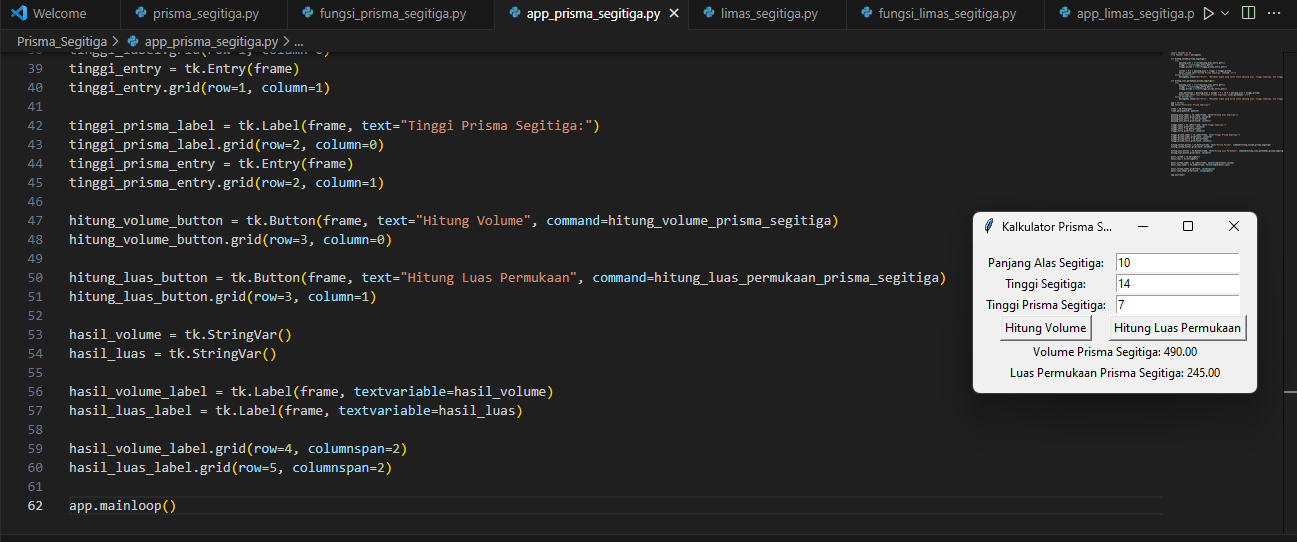 Welcome prisma_segitiga.py fungsi_prisma_segitiga.py app_prisma_segitiga.py limas_segitiga.py fungsi_limas_segitiga.py app_limas_segitiga.p
Prisma_Segitiga > app_prisma_segitiga.py > ...
39 tinggi_entry = tk.Entry(frame)
40 tinggi_entry.grid(row=1, column=1)
41
42 tinggi_prisma_label = tk.Label(frame, text="Tinggi Prisma Segitiga:")
43 tinggi_prisma_label.grid(row=2, column=0)
44 tinggi_prisma_entry = tk.Entry(frame)
45 tinggi_prisma_entry.grid(row=2, column=1)
46
47 hitung_volume_button = tk.Button(frame, text="Hitung Volume", command=hitung_volume_prisma_segitiga)
48 hitung_volume_button.grid(row=3, column=0)
49
50 hitung_luas_button = tk.Button(frame, text="Hitung Luas Permukaan", command=hitung_luas_permukaan_prisma_segitiga)
51 hitung_luas_button.grid(row=3, column=1)
52
53 hasil_volume = tk.StringVar()
54 hasil_luas = tk.StringVar()
55
56 hasil_volume_label = tk.Label(frame, textvariable=hasil_volume)
57 hasil_luas_label = tk.Label(frame, textvariable=hasil_luas)
58
59 hasil_volume_label.grid(row=4, columnspan=2)
60 hasil_luas_label.grid(row=5, columnspan=2)
61
62 app.mainloop()
Kalkulator Prisma S...
Panjang Alas Segitiga: 10
Tinggi Segitiga: 14
Tinggi Prisma Segitiga: 7
Hitung Volume Hitung Luas Permukaan
Volume Prisma Segitiga: 490.00
Luas Permukaan Prisma Segitiga: 245.00